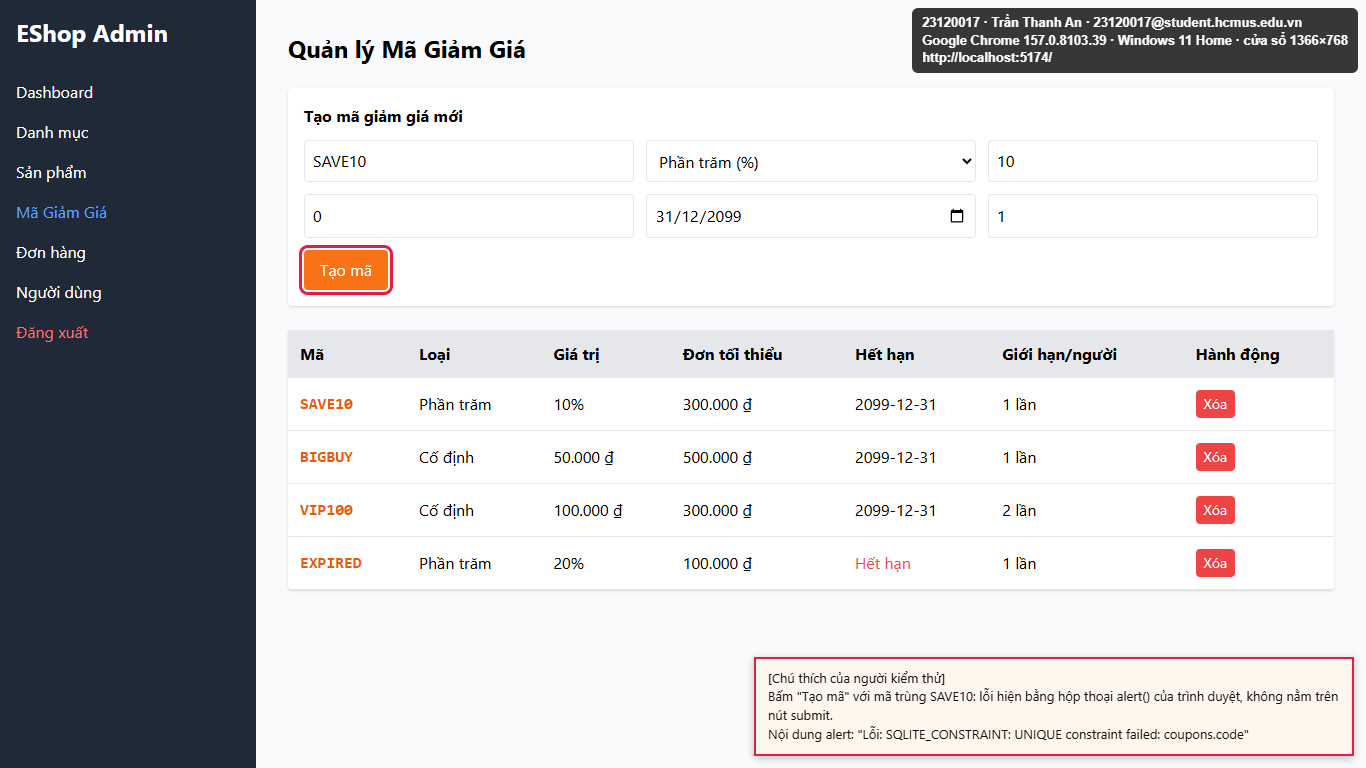 EShop Admin
Dashboard
Danh mục
Sản phẩm
Mã Giảm Giá
Đơn hàng
Người dùng
Đăng xuất
Quản lý Mã Giảm Giá
23120017 · Trần Thanh An · 23120017@student.hcmus.edu.vn
Google Chrome 157.0.8103.39 · Windows 11 Home · cửa sổ 1366×768
http://localhost:5174/
Tạo mã giảm giá mới
SAVE10 Phần trăm (%) 10
0 31/12/2099 1
Tạo mã
Mã Loại Giá trị Đơn tối thiểu Hết hạn Giới hạn/người Hành động
SAVE10 Phần trăm 10% 300.000 ₫ 2099-12-31 1 lần Xóa
BIGBUY Cố định 50.000 ₫ 500.000 ₫ 2099-12-31 1 lần Xóa
VIP100 Cố định 100.000 ₫ 300.000 ₫ 2099-12-31 2 lần Xóa
EXPIRED Phần trăm 20% 100.000 ₫ Hết hạn 1 lần Xóa
[Chú thích của người kiểm thử]
Bấm "Tạo mã" với mã trùng SAVE10: lỗi hiện bằng hộp thoại alert() của trình duyệt, không nằm trên
nút submit.
Nội dung alert: "Lỗi: SQLITE_CONSTRAINT: UNIQUE constraint failed: coupons.code"